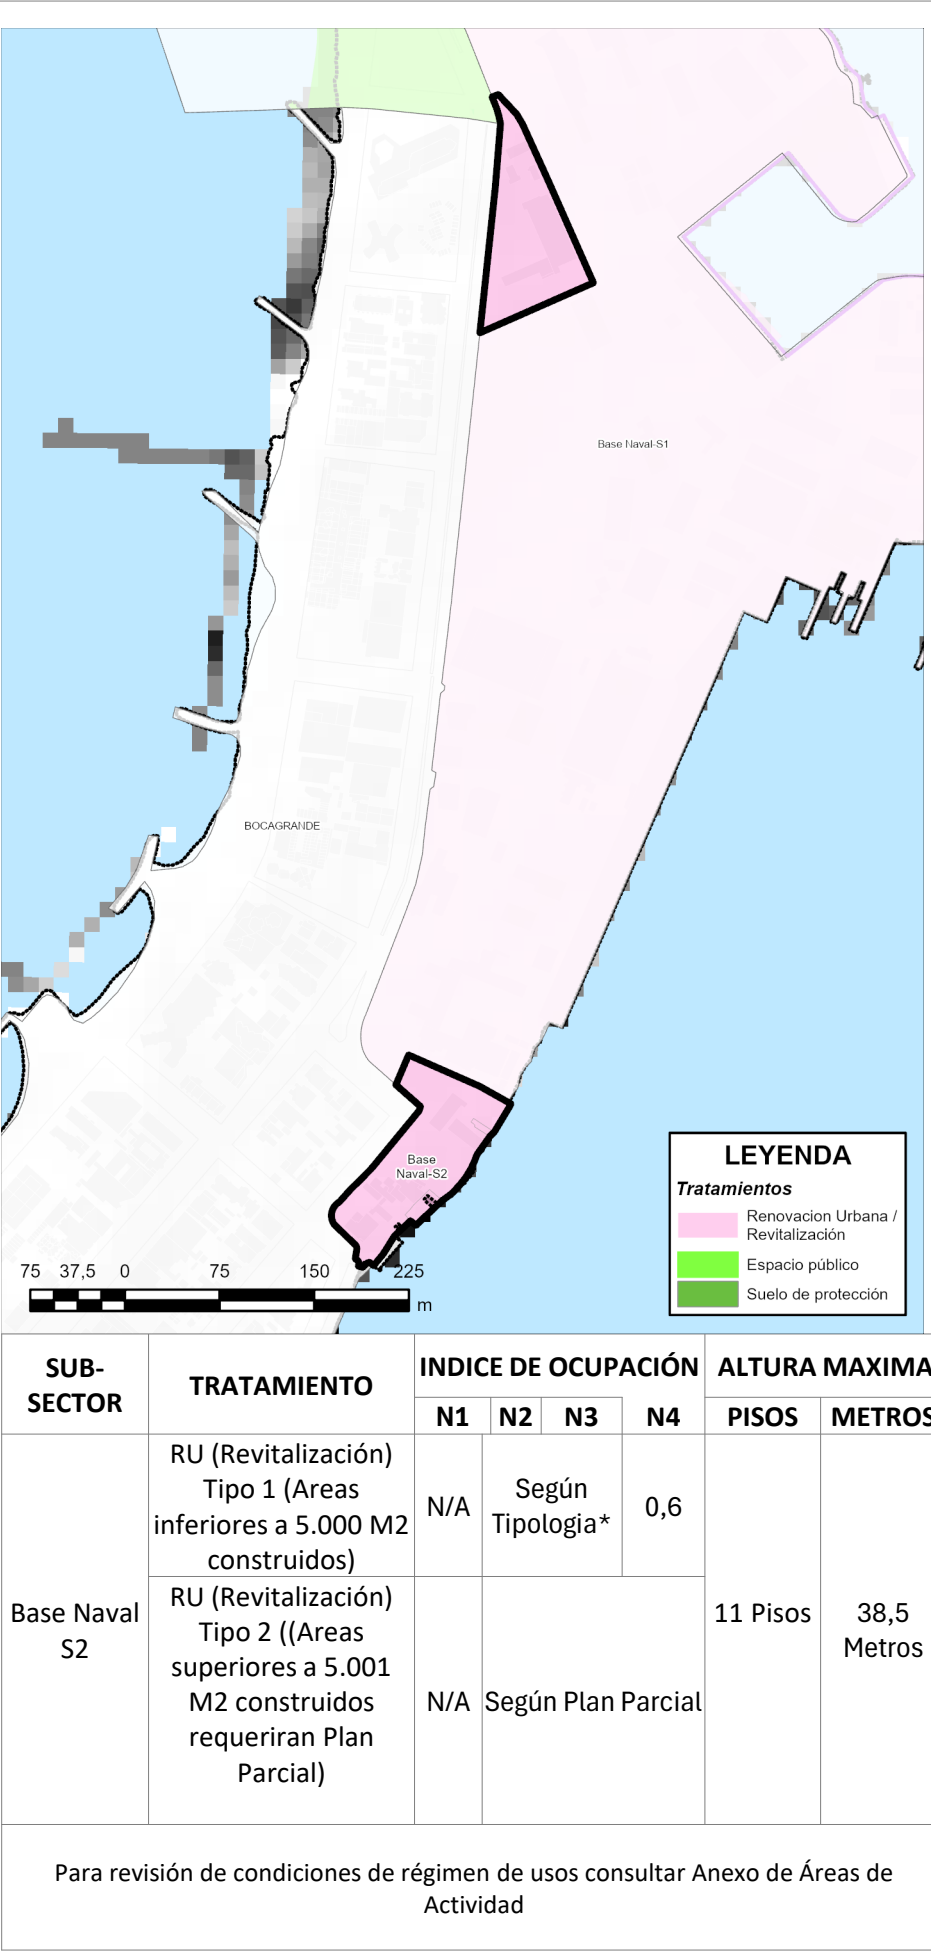 Base Naval-S1
BOCAGRANDE
Base
Naval-S2
LEYENDA
Tratamientos
Renovacion Urbana /
Revitalización
Espacio público
Suelo de protección
75 37,5 0 75 150 225
m
SUB-
SECTOR
TRATAMIENTO
INDICE DE OCUPACIÓN
ALTURA MAXIMA
N1 N2 N3 N4 PISOS METROS
Base Naval
S2
RU (Revitalización)
Tipo 1 (Areas
inferiores a 5.000 M2
construidos)
N/A
Según
Tipologia*
0,6
RU (Revitalización)
Tipo 2 ((Areas
superiores a 5.001
M2 construidos
requeriran Plan
Parcial)
N/A
Según Plan Parcial
11 Pisos
38,5
Metros
Para revisión de condiciones de régimen de usos consultar Anexo de Áreas de
Actividad